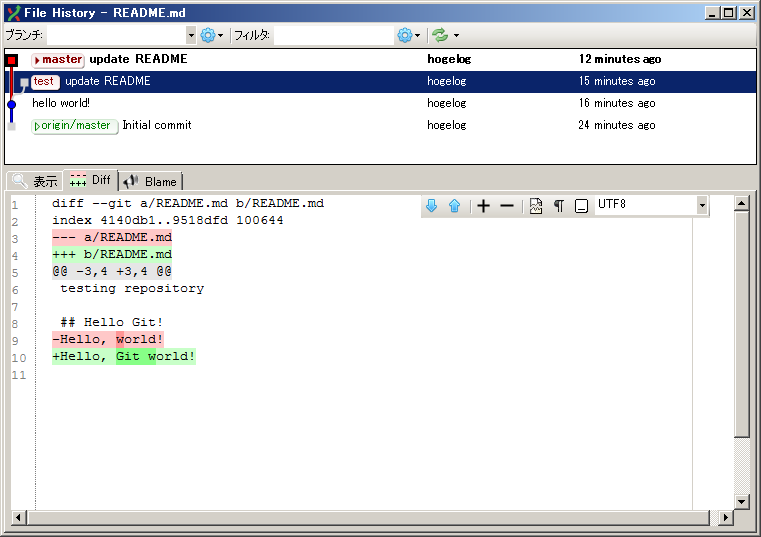 File History - README.md
ブランチ: フィルタ:
master update README hogelog 12 minutes ago
test update README hogelog 15 minutes ago
hello world! hogelog 16 minutes ago
origin/master Initial commit hogelog 24 minutes ago
表示 Diff Blame
UTF8
1 diff --git a/README.md b/README.md
2 index 4140db1..9518dfd 100644
3 --- a/README.md
4 +++ b/README.md
5 @@ -3,4 +3,4 @@
6 testing repository
7
8 ## Hello Git!
9 -Hello, world!
10 +Hello, Git world!
11